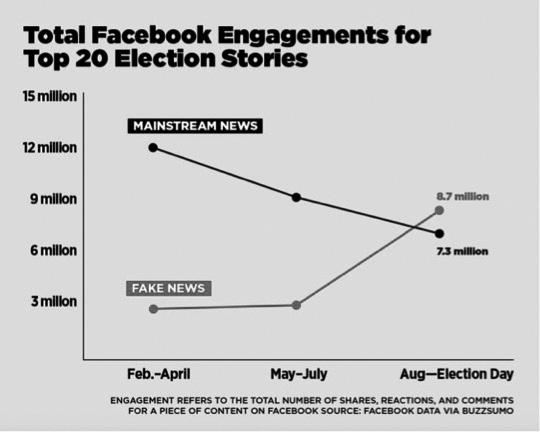 Total Facebook Engagements for
Top 20 Election Stories
15 million
MAINSTREAM NEWS
12 million
9 million
8.7 million
6 millon
7.3 million
FAKE NEWS
3 millon
Feb.–April
May–July
Aug—Election Day
ENGAGEMENT REFERS TO THE TOTAL NUMBER OF SHARES, REACTIONS, AND COMMENTS
FOR A PIECE OF CONTENT ON FACEBOOK SOURCE: FACEBOOK DATA VIA BUZZSUMO